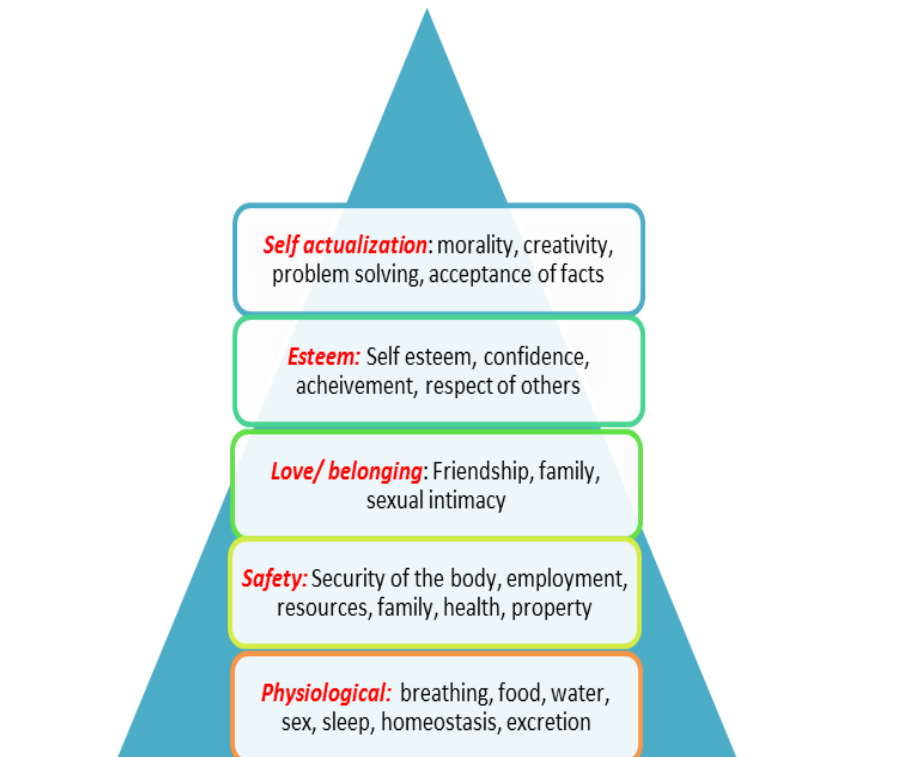 Self actualization: morality, creativity,
problem solving, acceptance of facts
Esteem: Self esteem, confidence,
acheivement, respect of others
Love/ belonging: Friendship, family,
sexual intimacy
Safety: Security of the body, employment,
resources, family, health, property
Physiological: breathing, food, water,
sex, sleep, homeostasis, excretion